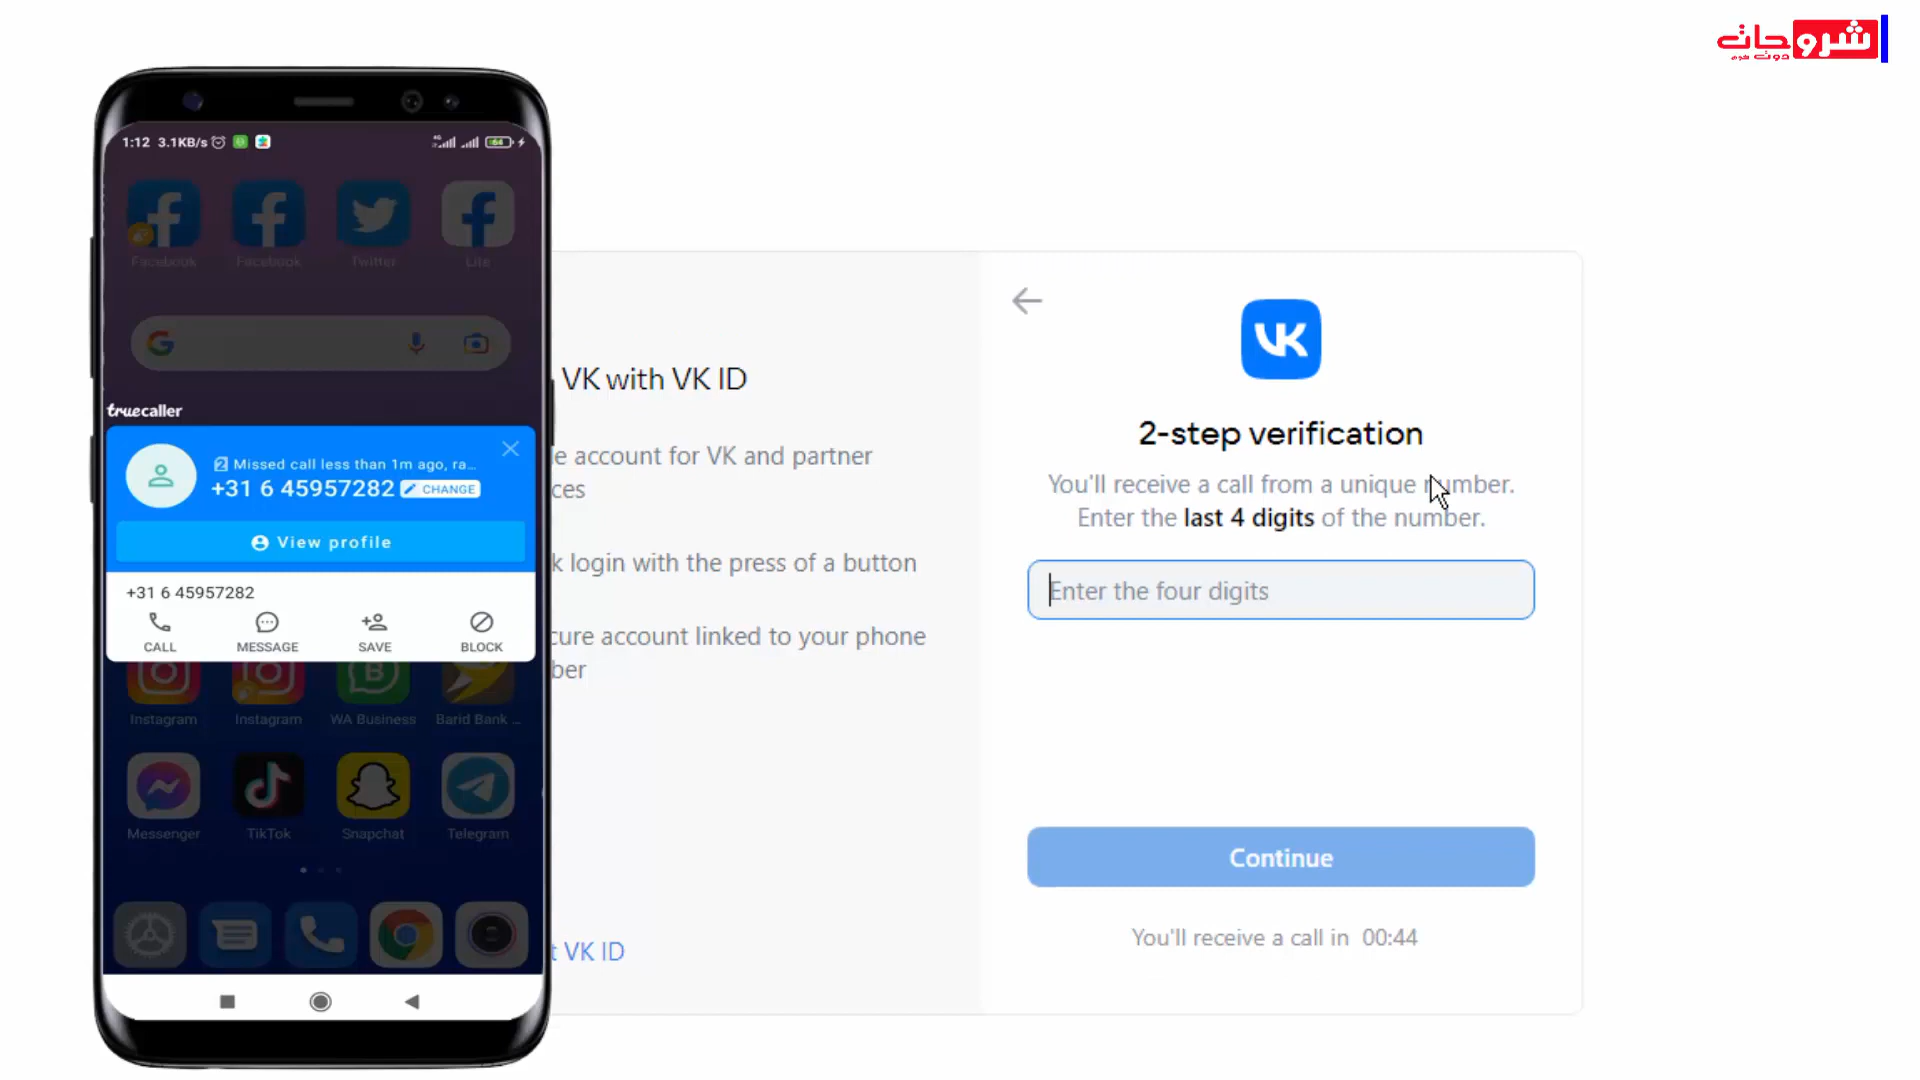 شروحات
دوت كوم
1:12 3.1KB/s
4G
64
Facebook
Facebook
Twitter
Lite
truecaller
Missed call less than 1m ago, ra...
+31 6 45957282 CHANGE
View profile
+31 6 45957282
CALL
MESSAGE
SAVE
BLOCK
Instagram
Instagram
WA Business
Barid Bank ...
Messenger
TikTok
Snapchat
Telegram
VK with VK ID
e account for VK and partner
ces
k login with the press of a button
cure account linked to your phone
ber
t VK ID
VK
2-step verification
You'll receive a call from a unique number.
Enter the last 4 digits of the number.
Enter the four digits
Continue
You'll receive a call in 00:44